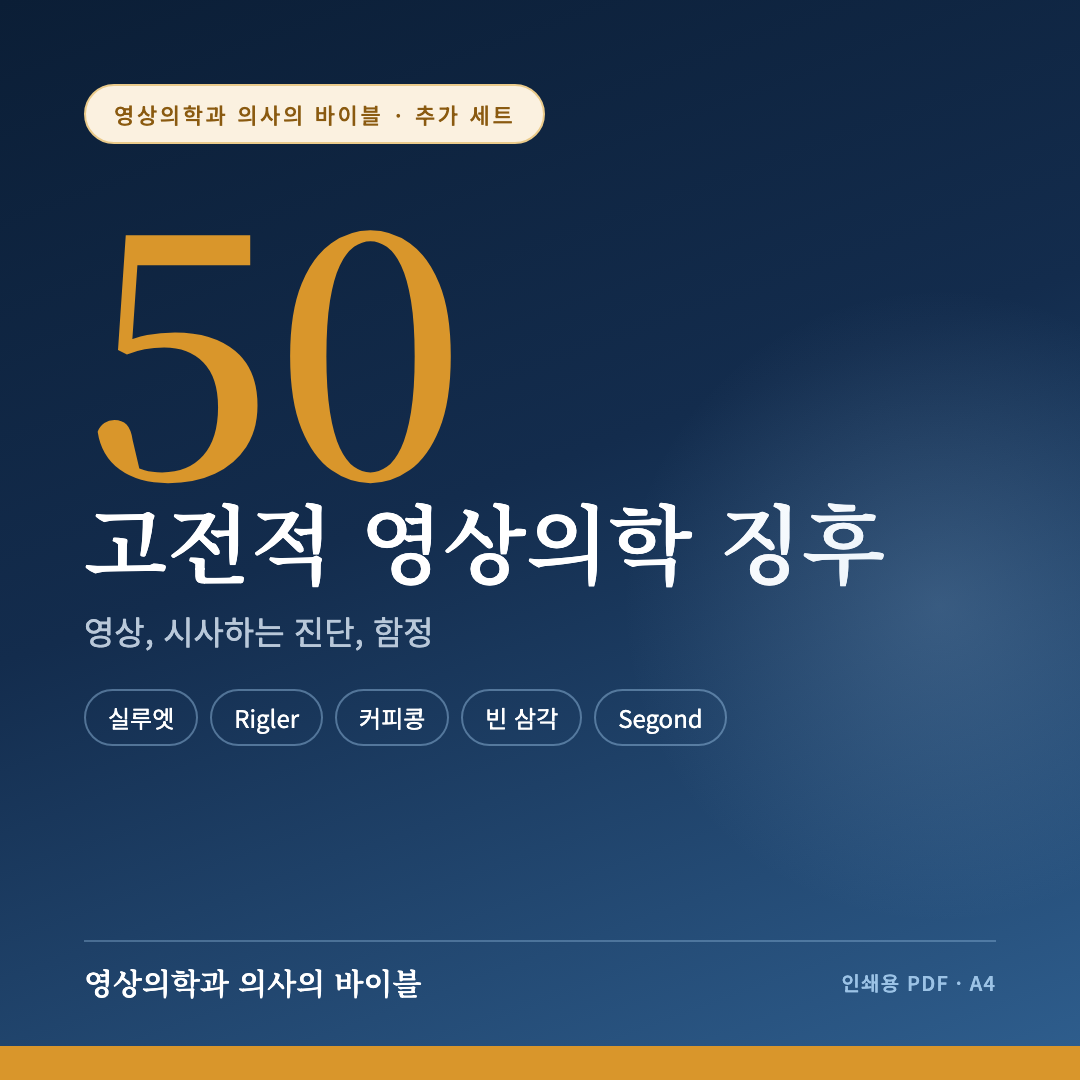 영상의학과 의사의 바이블 · 추가 세트
50
고전적 영상의학 징후
영상, 시사하는 진단, 함정
실루엣 Rigler 커피콩 빈 삼각 Segond
영상의학과 의사의 바이블
인쇄용 PDF · A4